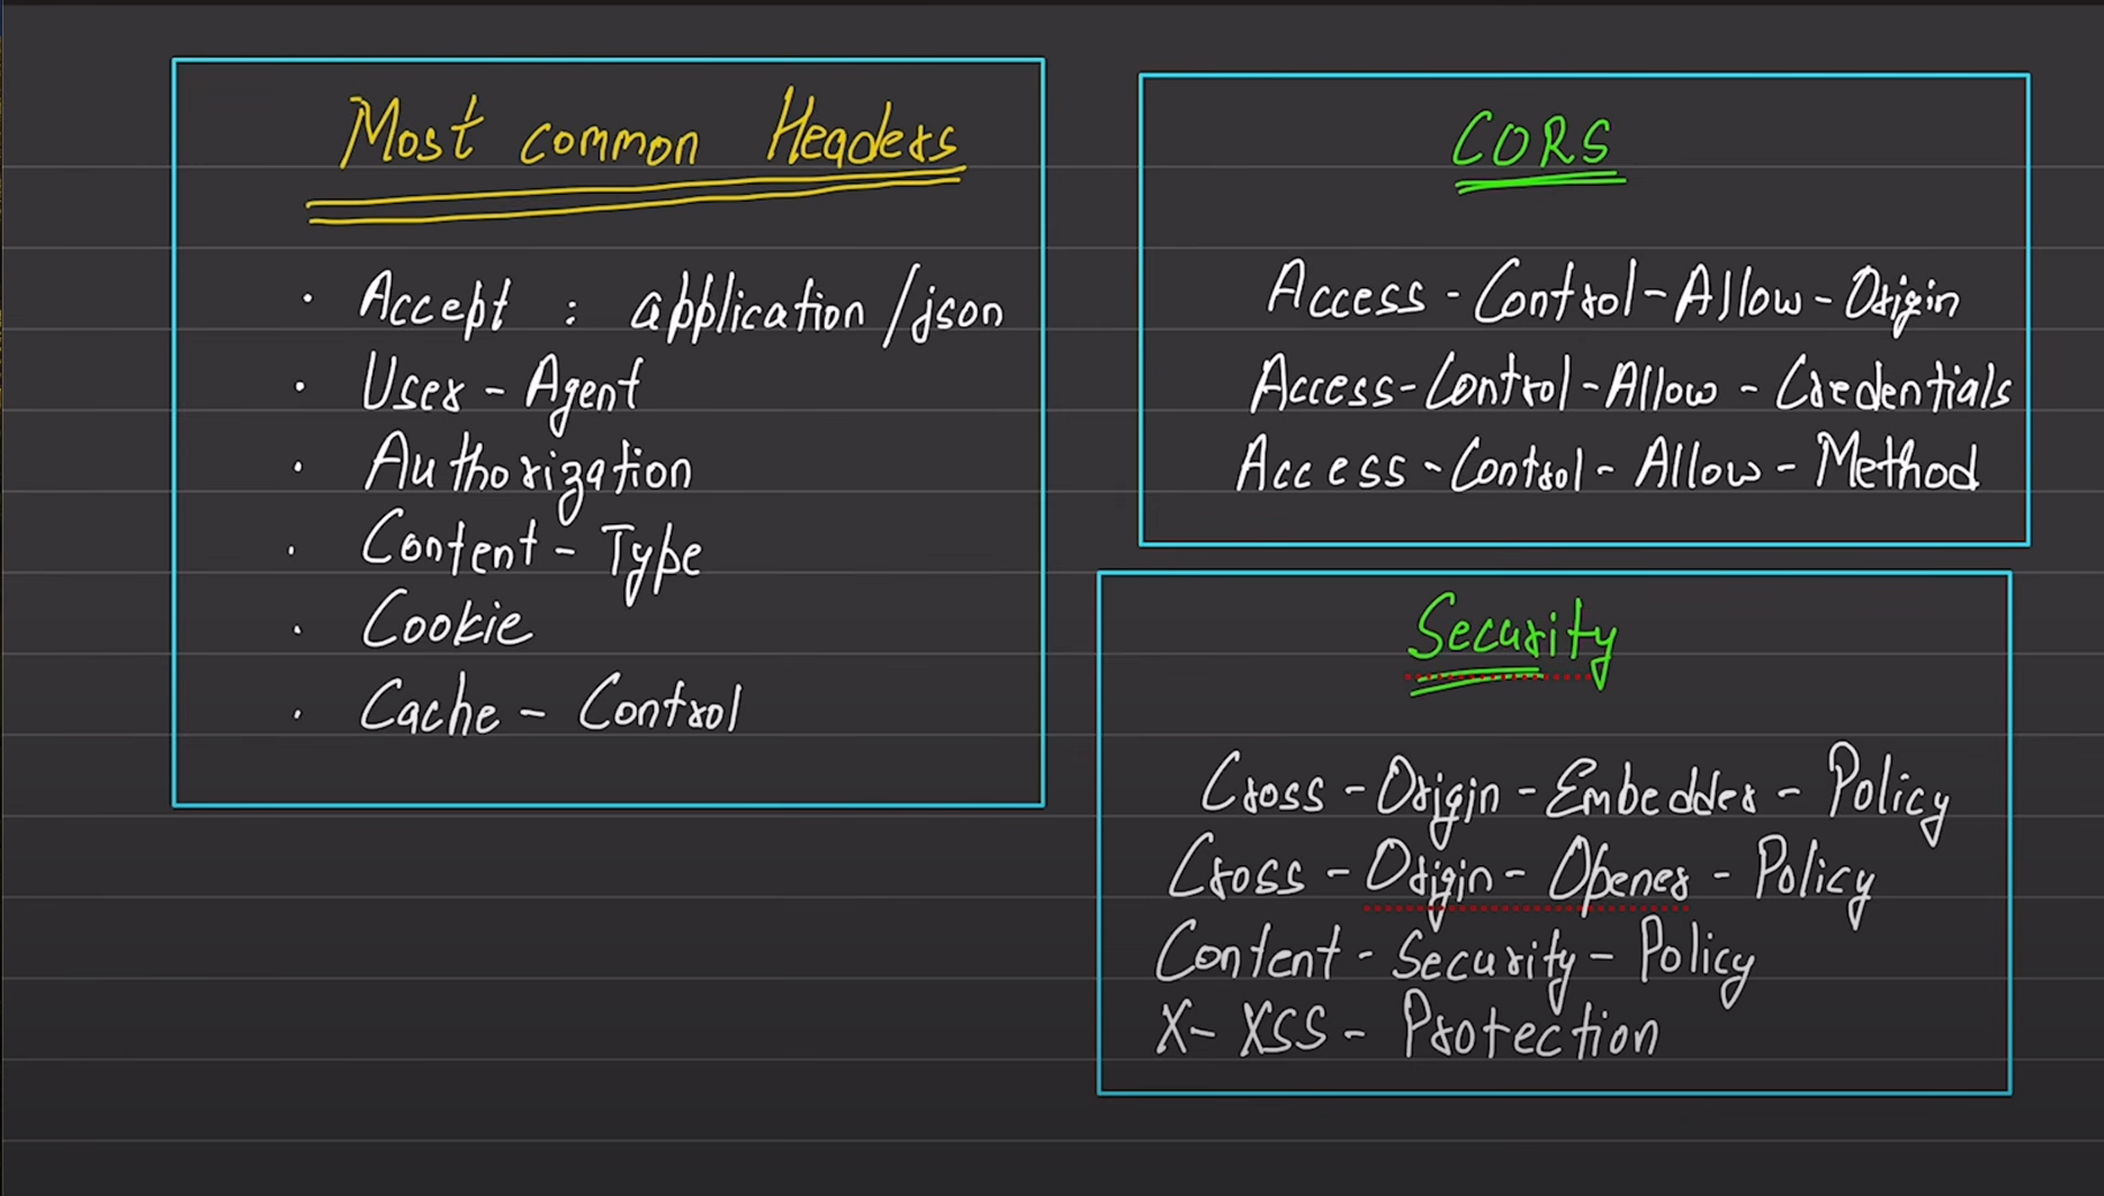 Most common Headers
· Accept : application/json
· User - Agent
· Authorization
· Content - Type
· Cookie
· Cache - Control
CORS
Access - Control - Allow - Origin
Access - Control - Allow - Credentials
Access - Control - Allow - Method
Security
Cross - Origin - Embedder - Policy
Cross - Origin - Opener - Policy
Content - Security - Policy
X - XSS - Protection